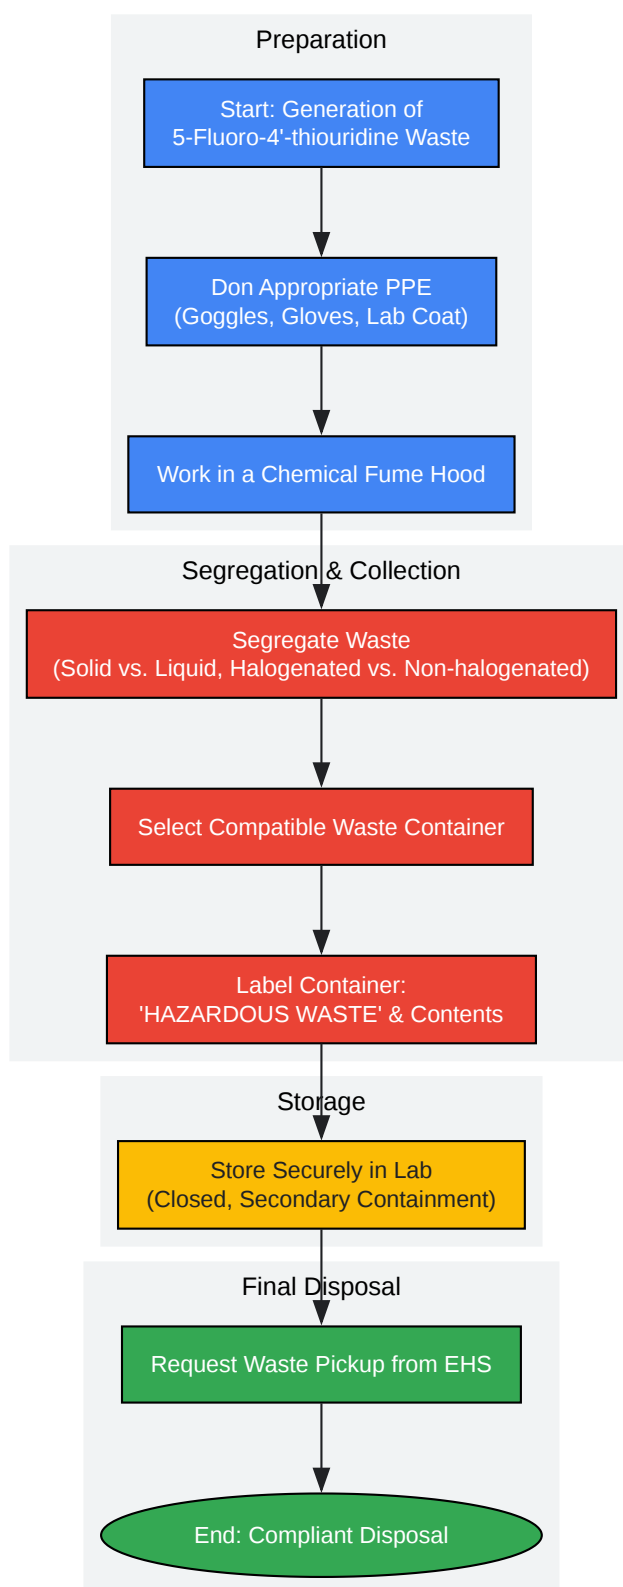 Preparation
Start: Generation of
5-Fluoro-4'-thiouridine Waste
Don Appropriate PPE
(Goggles, Gloves, Lab Coat)
Work in a Chemical Fume Hood
Segregation & Collection
Segregate Waste
(Solid vs. Liquid, Halogenated vs. Non-halogenated)
Select Compatible Waste Container
Label Container:
'HAZARDOUS WASTE' & Contents
Storage
Store Securely in Lab
(Closed, Secondary Containment)
Final Disposal
Request Waste Pickup from EHS
End: Compliant Disposal